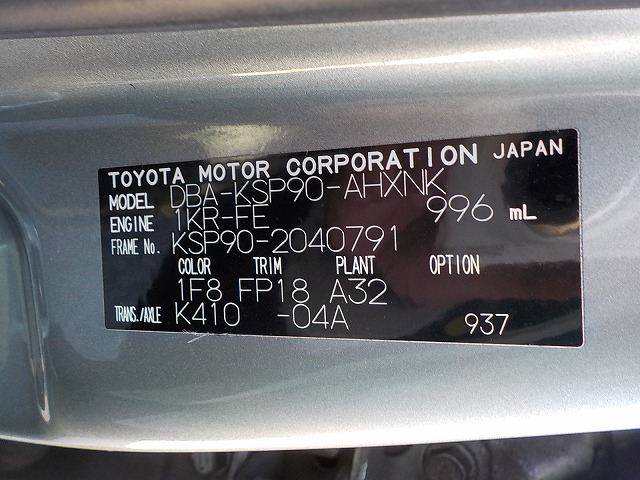 TOYOTA MOTOR CORPORATION JAPAN
MODEL DBA-KSP90-AHXNK
ENGINE 1KR-FE 996 mL
FRAME No. KSP90-2040791
COLOR TRIM PLANT OPTION
1F8 FP18 A32
TRANS./AXLE K410 -04A 937